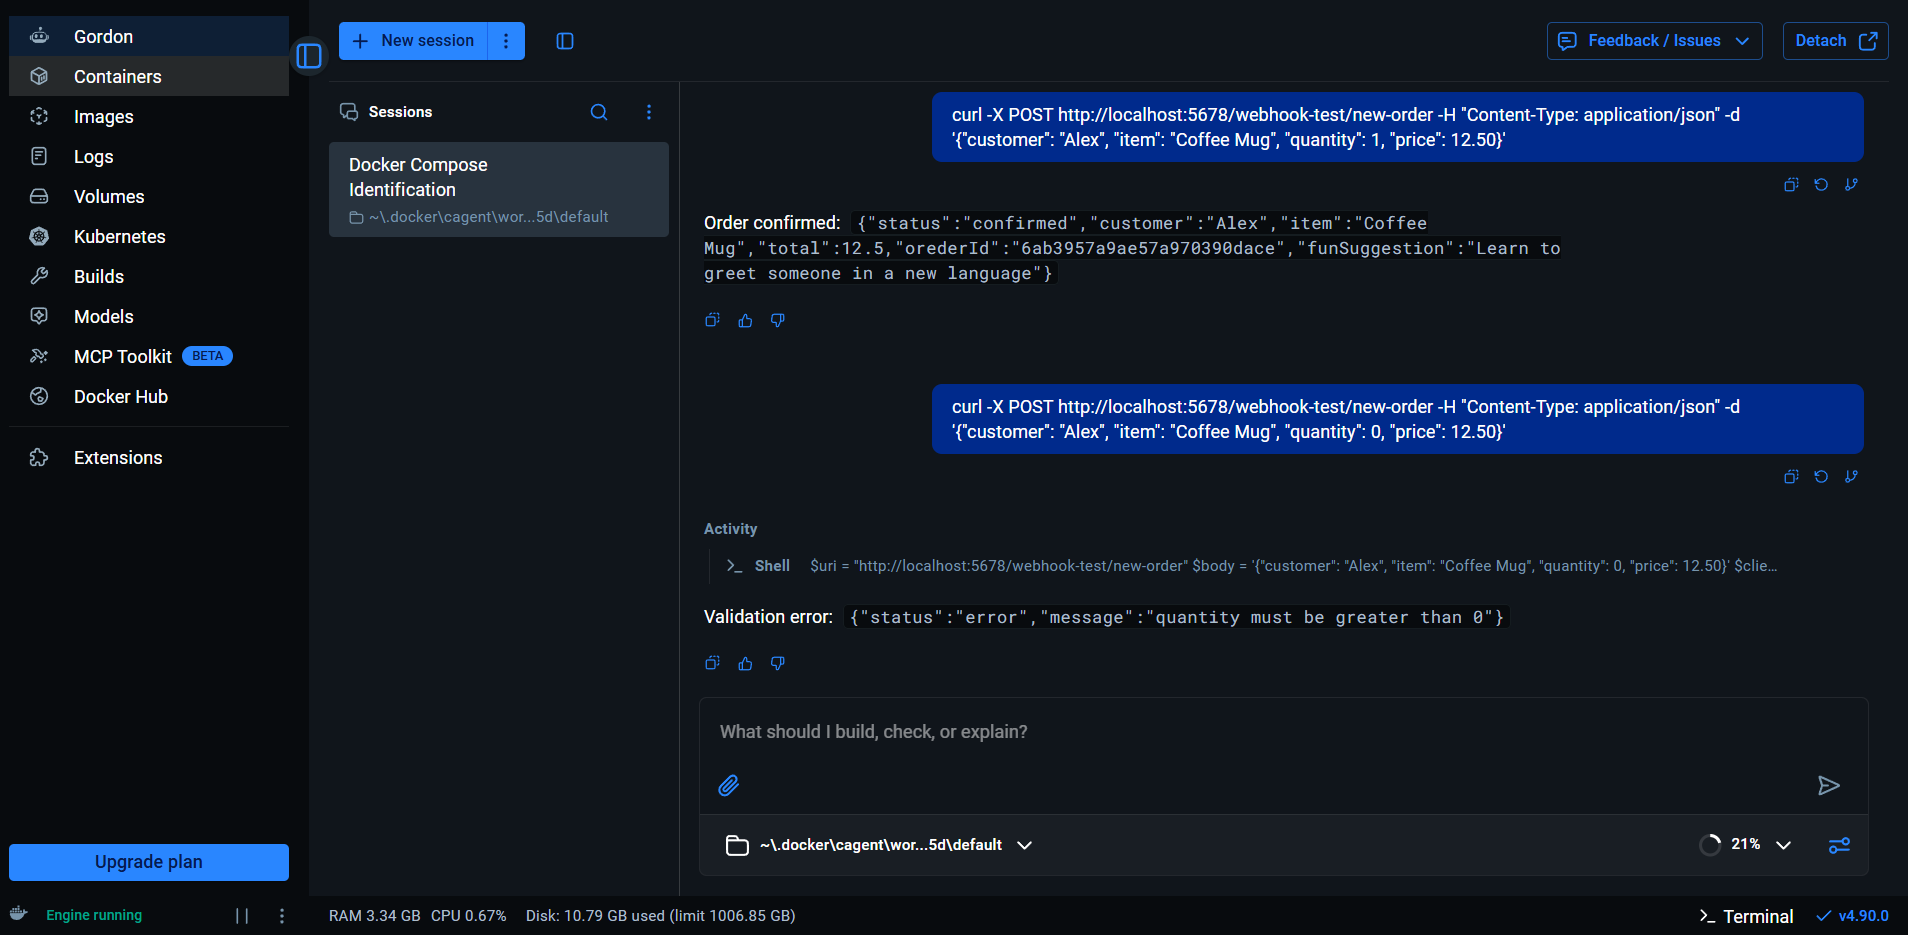 Gordon
Containers
Images
Logs
Volumes
Kubernetes
Builds
Models
MCP Toolkit BETA
Docker Hub
Extensions
Upgrade plan
Engine running
New session
Feedback / Issues
Detach
Sessions
Docker Compose
Identification
~\.docker\cagent\wor...5d\default
curl -X POST http://localhost:5678/webhook-test/new-order -H "Content-Type: application/json" -d
'{"customer": "Alex", "item": "Coffee Mug", "quantity": 1, "price": 12.50}'
Order confirmed: {"status":"confirmed","customer":"Alex","item":"Coffee
Mug","total":12.5,"orederId":"6ab3957a9ae57a970390dace","funSuggestion":"Learn to
greet someone in a new language"}
curl -X POST http://localhost:5678/webhook-test/new-order -H "Content-Type: application/json" -d
'{"customer": "Alex", "item": "Coffee Mug", "quantity": 0, "price": 12.50}'
Activity
Shell $uri = "http://localhost:5678/webhook-test/new-order" $body = '{"customer": "Alex", "item": "Coffee Mug", "quantity": 0, "price": 12.50}' $clie...
Validation error: {"status":"error","message":"quantity must be greater than 0"}
What should I build, check, or explain?
~\.docker\cagent\wor...5d\default
21%
RAM 3.34 GB CPU 0.67% Disk: 10.79 GB used (limit 1006.85 GB)
Terminal
v4.90.0